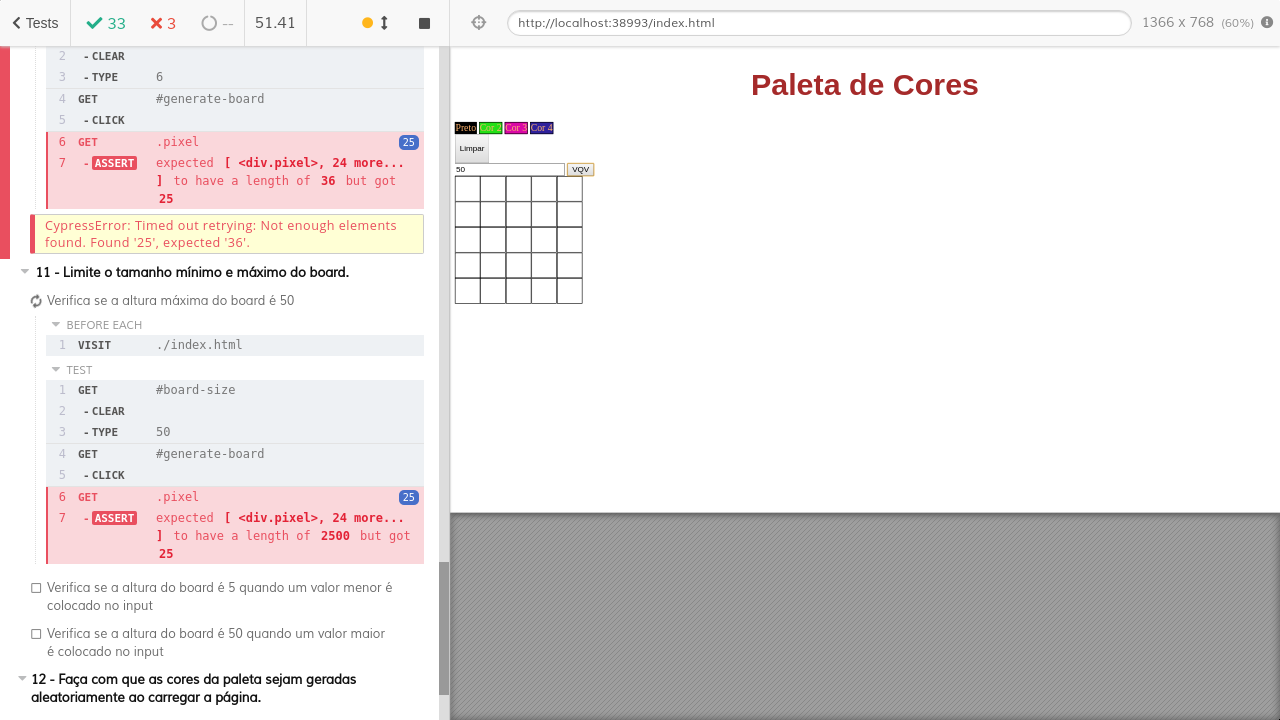 Tests
33
3
--
51.41
http://localhost:38993/index.html
1366 x 768 (60%)
2 - CLEAR
3 - TYPE 6
4 GET #generate-board
5 - CLICK
6 GET .pixel 25
7 - ASSERT expected [ <div.pixel>, 24 more...
] to have a length of 36 but got
25
CypressError: Timed out retrying: Not enough elements
found. Found '25', expected '36'.
11 - Limite o tamanho mínimo e máximo do board.
Verifica se a altura máxima do board é 50
BEFORE EACH
1 VISIT ./index.html
TEST
1 GET #board-size
2 - CLEAR
3 - TYPE 50
4 GET #generate-board
5 - CLICK
6 GET .pixel 25
7 - ASSERT expected [ <div.pixel>, 24 more...
] to have a length of 2500 but got
25
Verifica se a altura do board é 5 quando um valor menor é
colocado no input
Verifica se a altura do board é 50 quando um valor maior
é colocado no input
12 - Faça com que as cores da paleta sejam geradas
aleatoriamente ao carregar a página.
Paleta de Cores
Preto Cor 2 Cor 3 Cor 4
Limpar
50 VQV